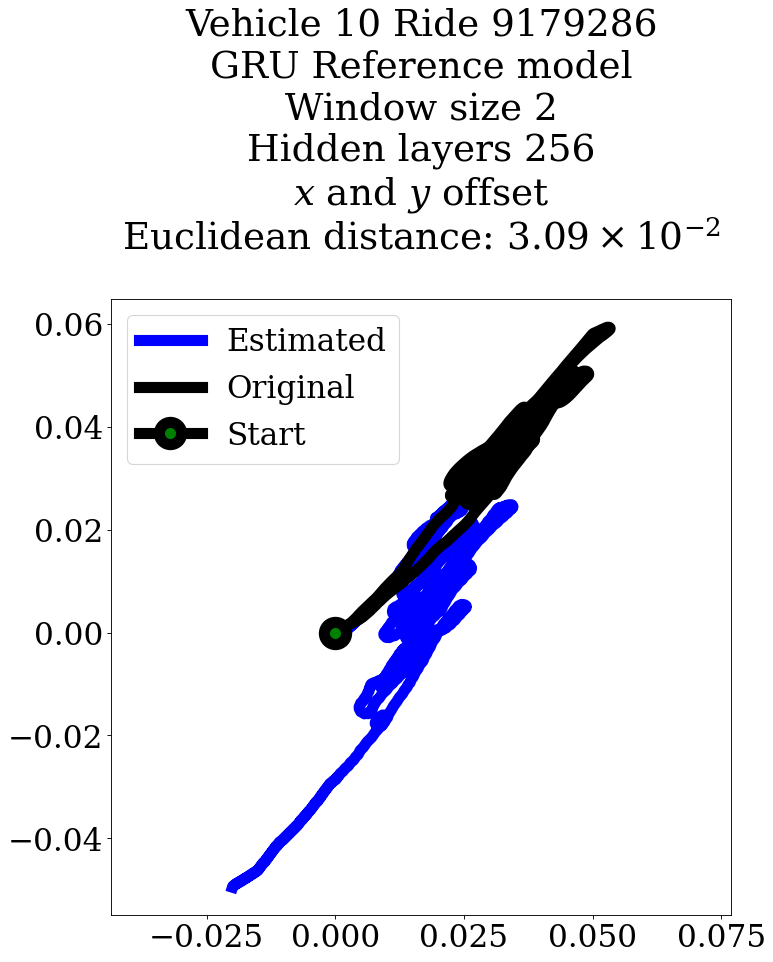 Vehicle 10 Ride 9179286
GRU Reference model
Window size 2
Hidden layers 256
x and y offset
Euclidean distance: 3.09 × 10⁻²
Estimated
Original
Start
0.06
0.04
0.02
0.00
−0.02
−0.04
−0.025 0.000 0.025 0.050 0.075